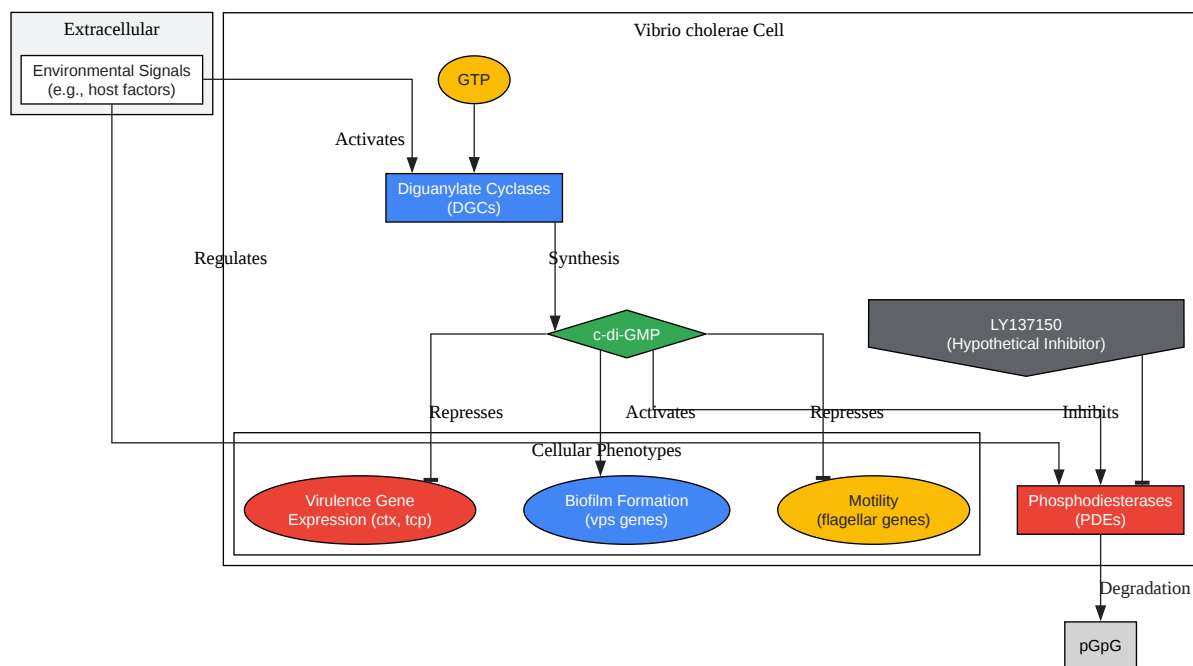 Extracellular
Vibrio cholerae Cell
Environmental Signals
(e.g., host factors)
GTP
Activates
Diguanylate Cyclases
(DGCs)
Regulates
Synthesis
c-di-GMP
LY137150
(Hypothetical Inhibitor)
Represses
Activates
Represses
Inhibits
Cellular Phenotypes
Virulence Gene
Expression (ctx, tcp)
Biofilm Formation
(vps genes)
Motility
(flagellar genes)
Phosphodiesterases
(PDEs)
Degradation
pGpG